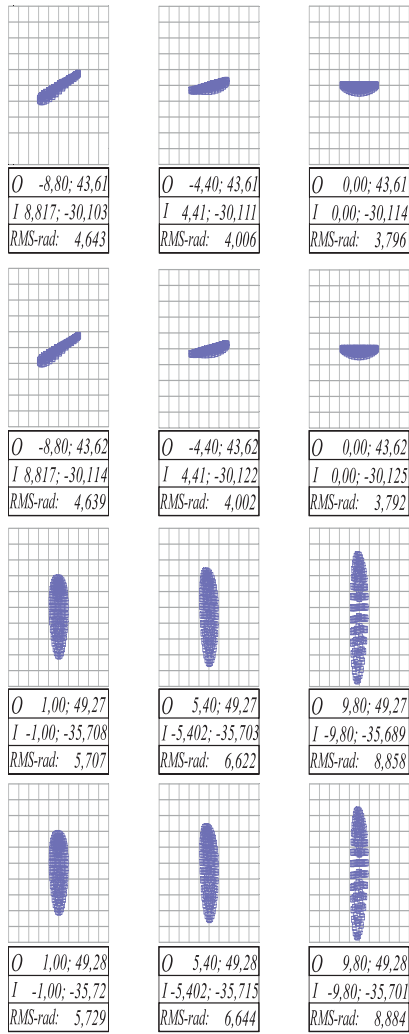 O -8,80; 43,61
I 8,817; -30,103
RMS-rad: 4,643
O -4,40; 43,61
I 4,41; -30,111
RMS-rad: 4,006
O 0,00; 43,61
I 0,00; -30,114
RMS-rad: 3,796
O -8,80; 43,62
I 8,817; -30,114
RMS-rad: 4,639
O -4,40; 43,62
I 4,41; -30,122
RMS-rad: 4,002
O 0,00; 43,62
I 0,00; -30,125
RMS-rad: 3,792
O 1,00; 49,27
I -1,00; -35,708
RMS-rad: 5,707
O 5,40; 49,27
I -5,402; -35,703
RMS-rad: 6,622
O 9,80; 49,27
I -9,80; -35,689
RMS-rad: 8,858
O 1,00; 49,28
I -1,00; -35,72
RMS-rad: 5,729
O 5,40; 49,28
I -5,402; -35,715
RMS-rad: 6,644
O 9,80; 49,28
I -9,80; -35,701
RMS-rad: 8,884